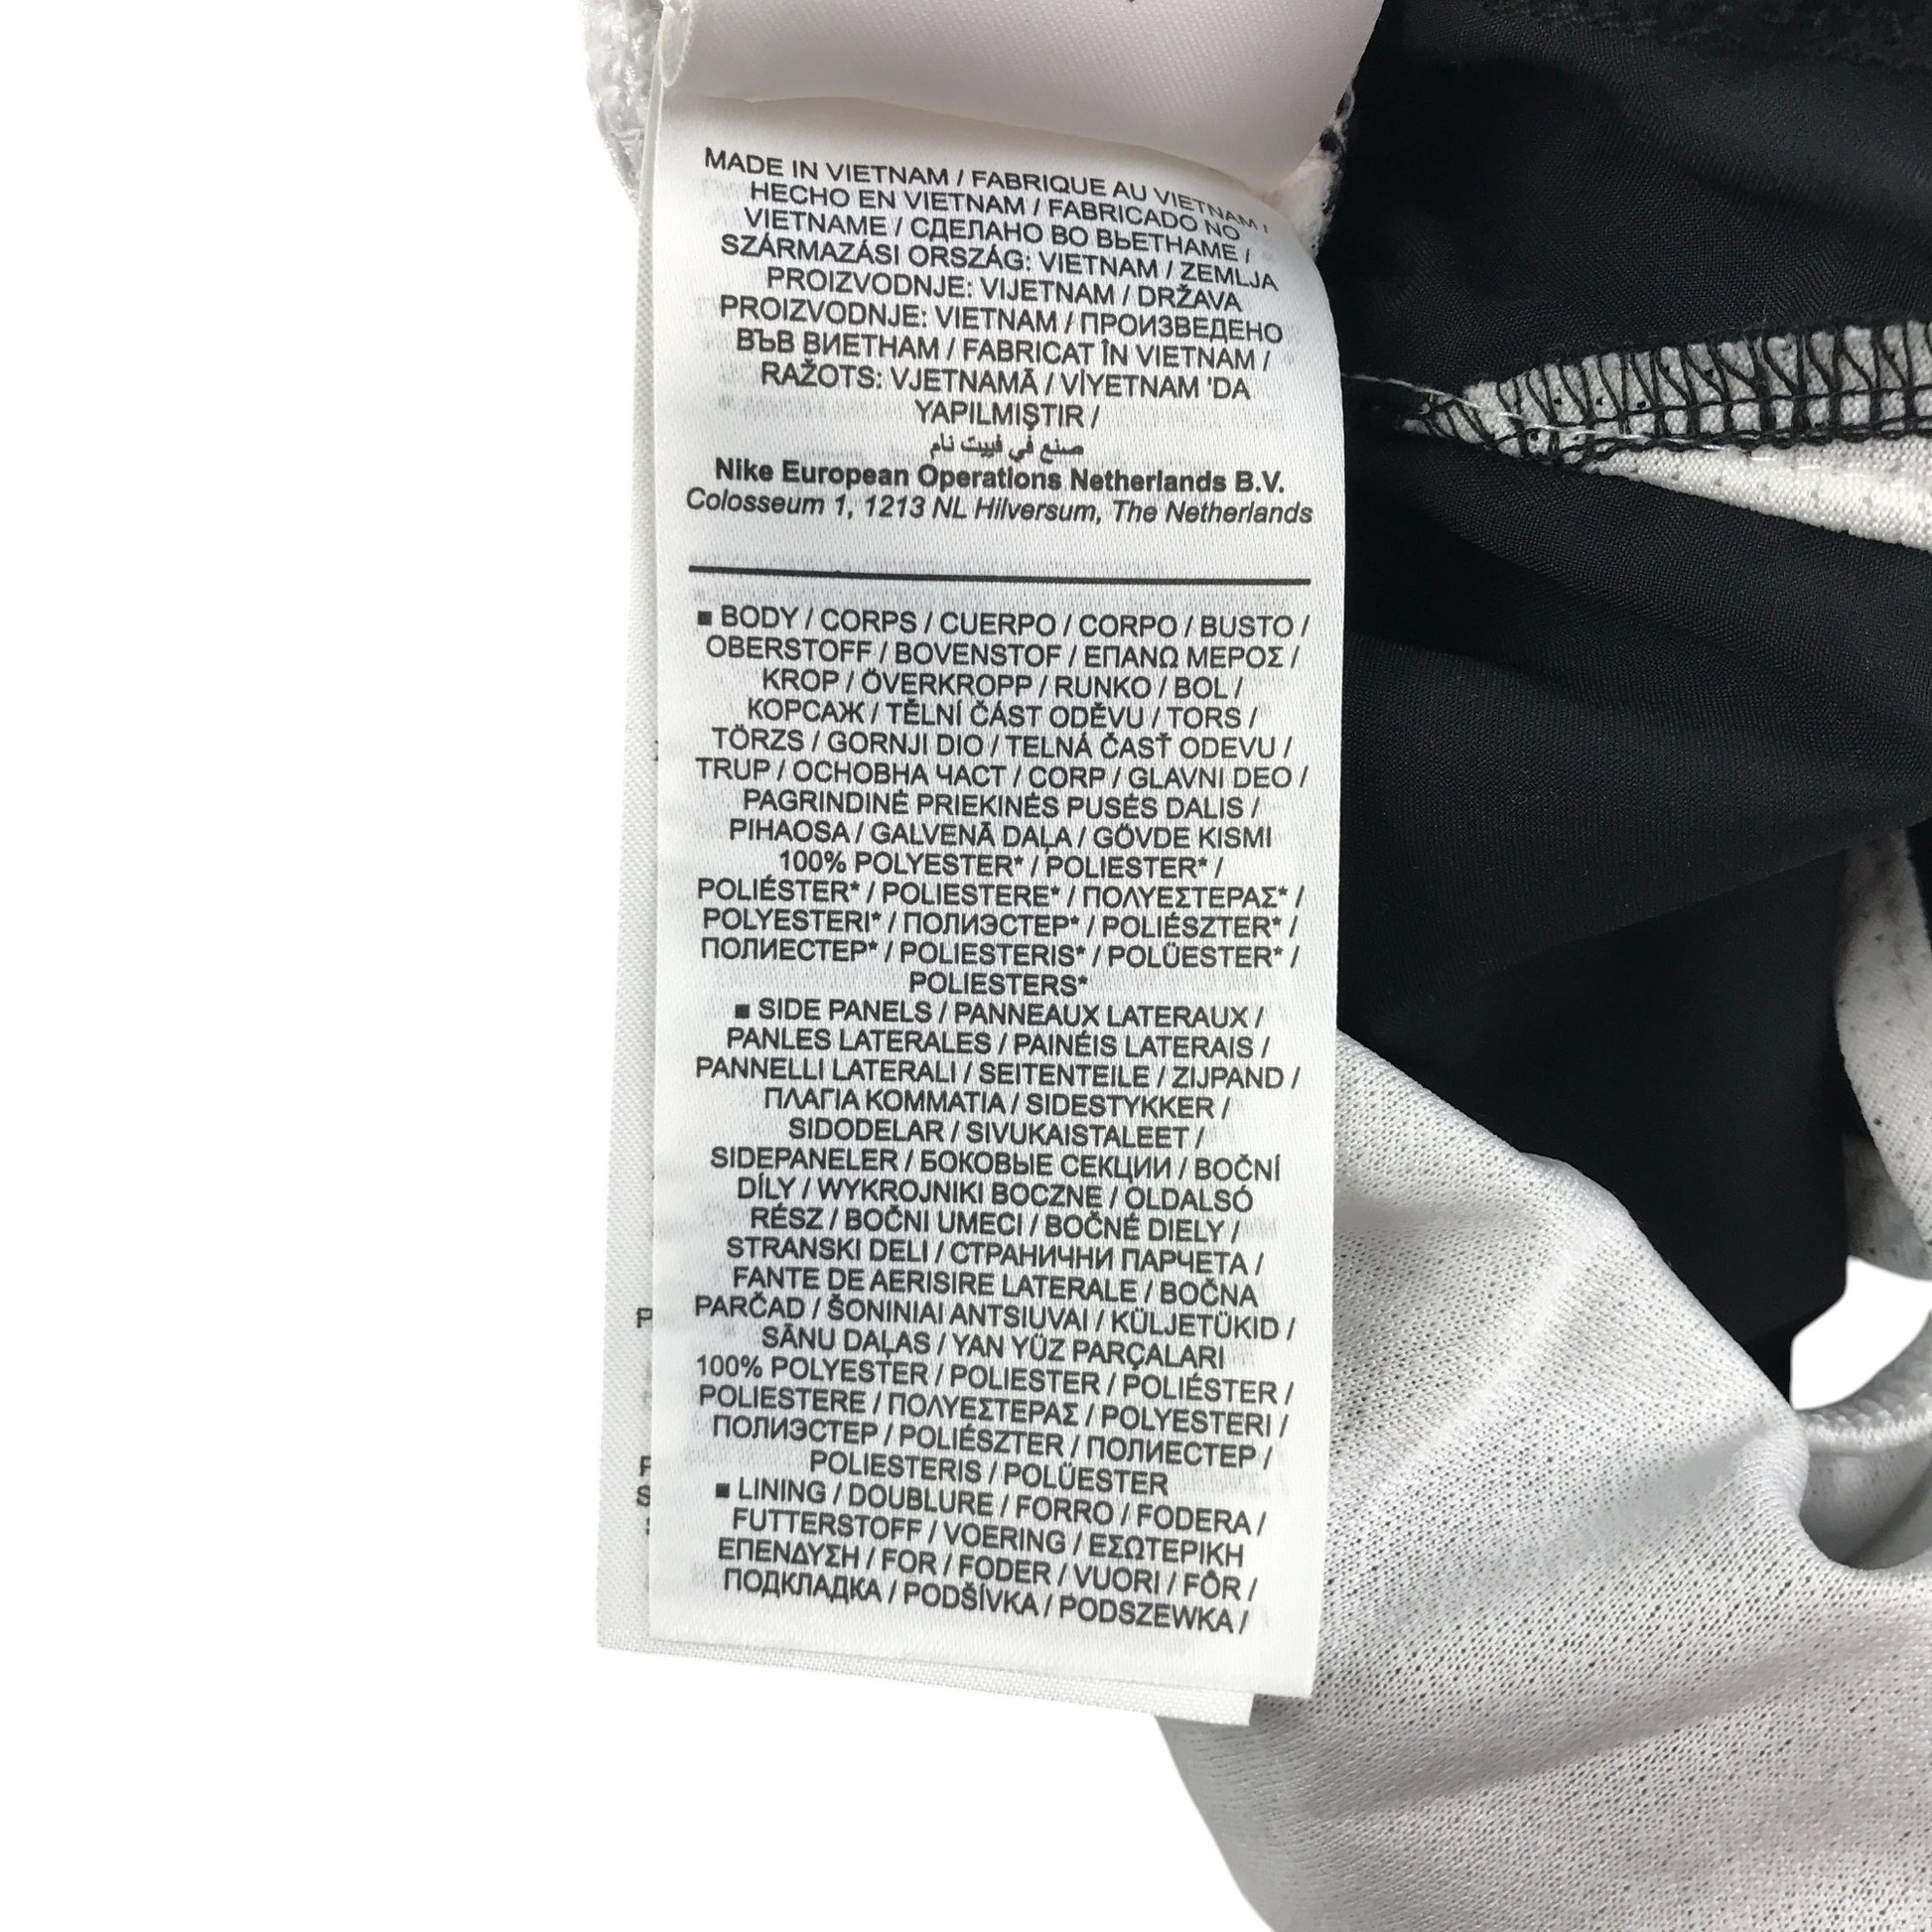 MADE IN VIETNAM / FABRIQUE AU VIETNAM /
HECHO EN VIETNAM / FABRICADO NO
VIETNAME / СДЕЛАНО ВО ВЬЕТНАМЕ /
SZÁRMAZÁSI ORSZÁG: VIETNAM / ZEMLJA
PROIZVODNJE: VIJETNAM / DRŽAVA
PROIZVODNJE: VIETNAM / ПРОИЗВЕДЕНО
ВЪВ ВИЕТНАМ / FABRICAT ÎN VIETNAM /
RAŽOTS: VJETNAMĀ / VİYETNAM 'DA
YAPILMIŞTIR /
صنع في فييت نام
Nike European Operations Netherlands B.V.
Colosseum 1, 1213 NL Hilversum, The Netherlands
■ BODY / CORPS / CUERPO / CORPO / BUSTO /
OBERSTOFF / BOVENSTOF / ΕΠΑΝΩ ΜΕΡΟΣ /
KROP / ÖVERKROPP / RUNKO / BOL /
КОРСАЖ / TĚLNÍ ČÁST ODĚVU / TORS /
TÖRZS / GORNJI DIO / TELNÁ ČASŤ ODEVU /
TRUP / ОСНОВНА ЧАСТ / CORP / GLAVNI DEO /
PAGRINDINĖ PRIEKINĖS PUSĖS DALIS /
PIHAOSA / GALVENĀ DAĻA / GÖVDE KISMI
100% POLYESTER* / POLIESTER* /
POLIÉSTER* / POLIESTERE* / ΠΟΛΥΕΣΤΕΡΑΣ* /
POLYESTERI* / ПОЛИЭСТЕР* / POLIÉSZTER* /
ПОЛИЕСТЕР* / POLIESTERIS* / POLÜESTER* /
POLIESTERS*
■ SIDE PANELS / PANNEAUX LATERAUX /
PANLES LATERALES / PAINÉIS LATERAIS /
PANNELLI LATERALI / SEITENTEILE / ZIJPAND /
ΠΛΑΓΙΑ ΚΟΜΜΑΤΙΑ / SIDESTYKKER /
SIDODELAR / SIVUKAISTALEET /
SIDEPANELER / БОКОВЫЕ СЕКЦИИ / BOČNÍ
DÍLY / WYKROJNIKI BOCZNE / OLDALSÓ
RÉSZ / BOČNI UMECI / BOČNÉ DIELY /
STRANSKI DELI / СТРАНИЧНИ ПАРЧЕТА /
FANTE DE AERISIRE LATERALE / BOČNA
PARČAD / ŠONINIAI ANTSIUVAI / KÜLJETÜKID /
SĀNU DAĻAS / YAN YÜZ PARÇALARI
100% POLYESTER / POLIESTER / POLIÉSTER /
POLIESTERE / ΠΟΛΥΕΣΤΕΡΑΣ / POLYESTERI /
ПОЛИЭСТЕР / POLIÉSZTER / ПОЛИЕСТЕР /
POLIESTERIS / POLÜESTER
■ LINING / DOUBLURE / FORRO / FODERA /
FUTTERSTOFF / VOERING / ΕΣΩΤΕΡΙΚΗ
ΕΠΕΝΔΥΣΗ / FOR / FODER / VUORI / FÔR /
ПОДКЛАДКА / PODŠÍVKA / PODSZEWKA /